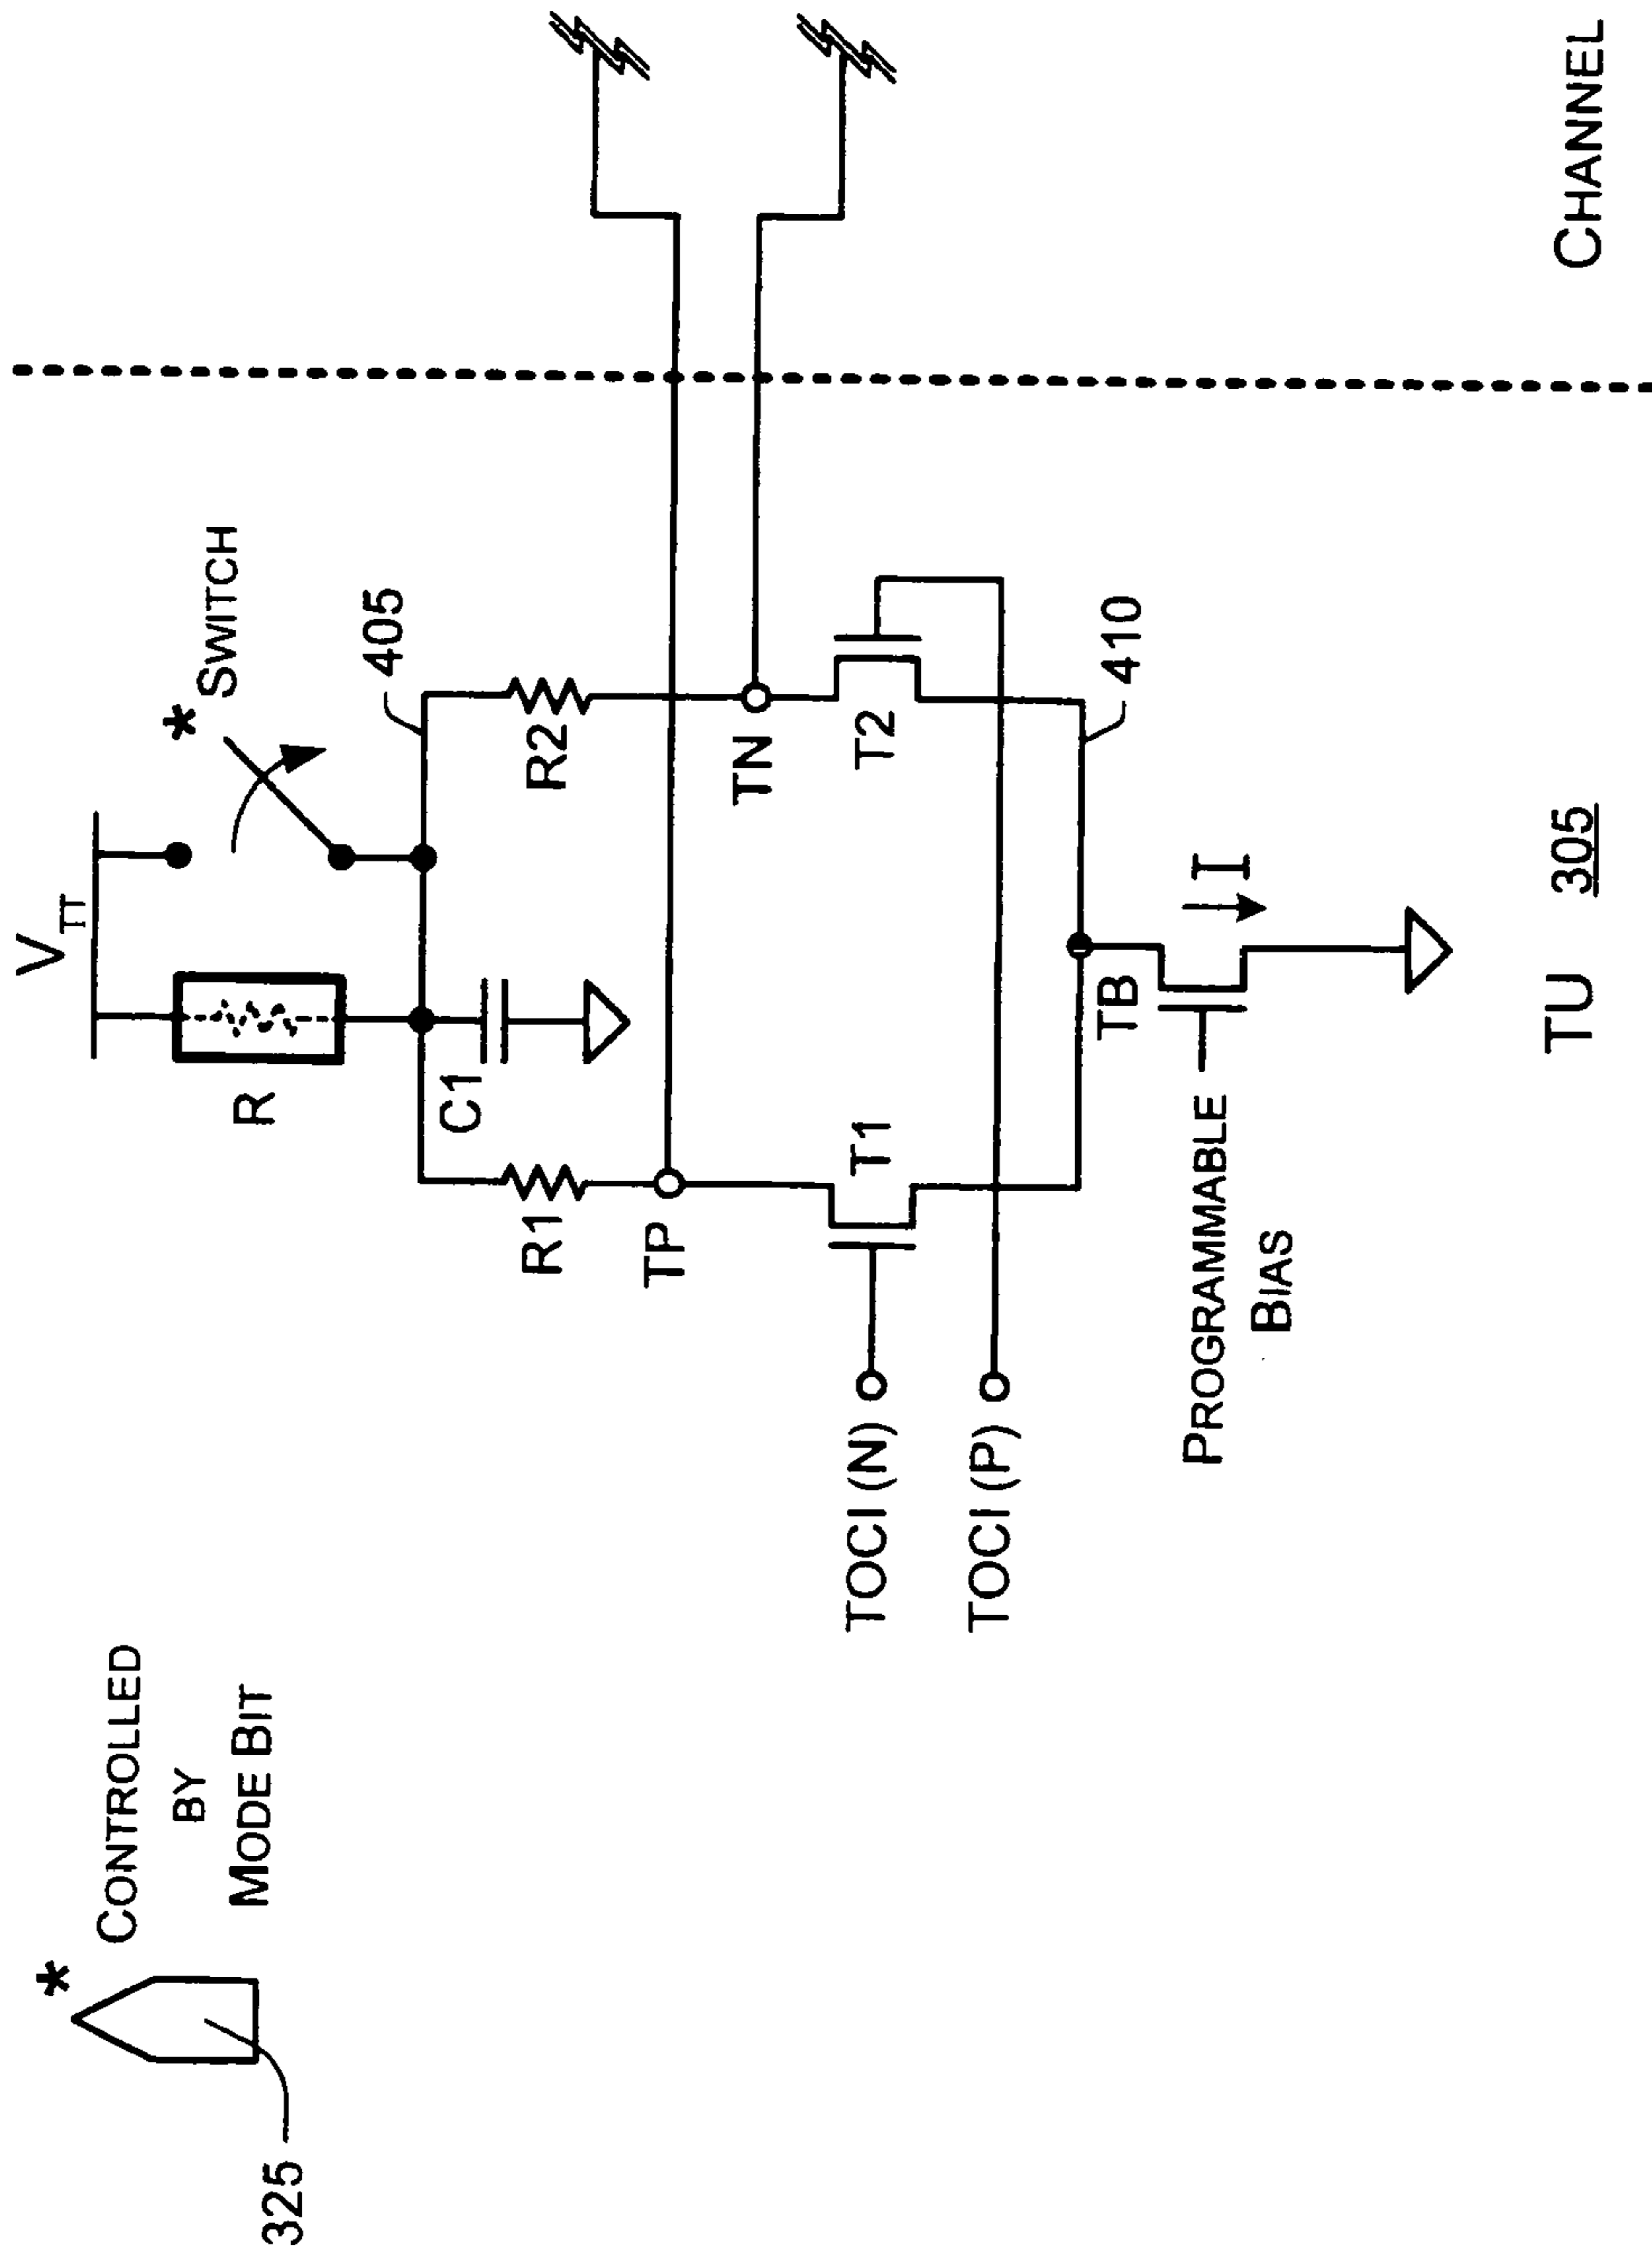 * CONTROLLED
BY
MODE BIT
325
VTT
R
* SWITCH
405
C1
R1
R2
TP
TN
T1
T2
TOCI (N)
TOCI (P)
410
TB
I
PROGRAMMABLE
BIAS
TU 305
CHANNEL